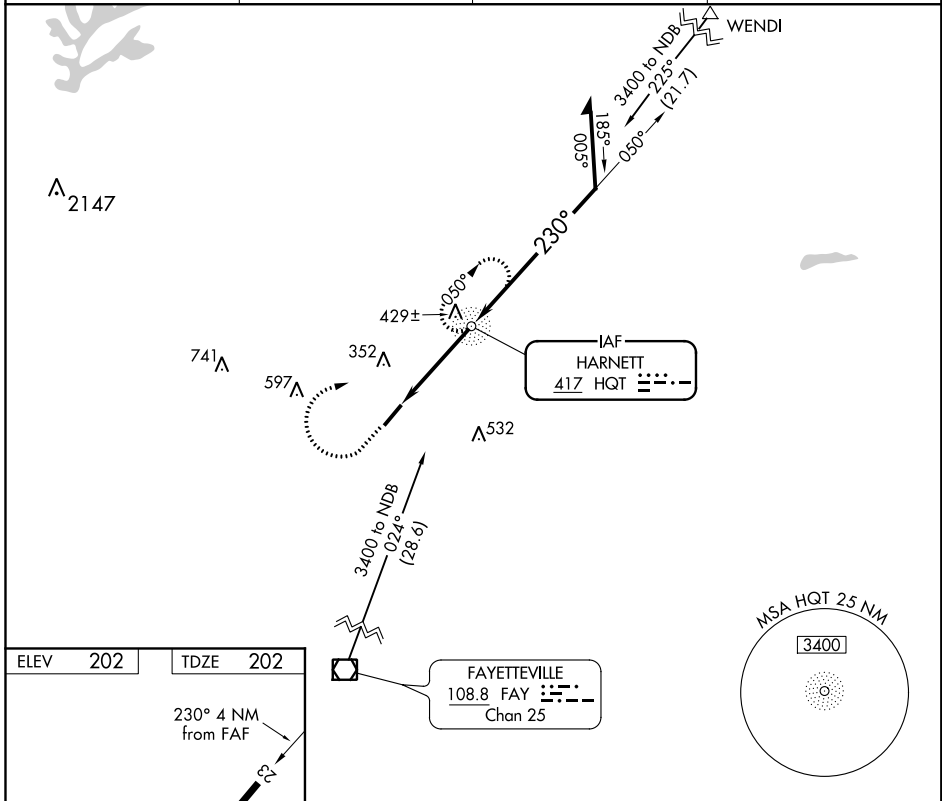 WENDI
3400 to NDB
225°
(21.7)
185°
005°
050°
2147
230°
050°
429±
IAF
HARNETT
417 HQT
741
352
597
532
3400 to NDB
024°
(28.6)
MSA HQT 25 NM
3400
ELEV 202
TDZE 202
FAYETTEVILLE
108.8 FAY
Chan 25
230° 4 NM
from FAF
23